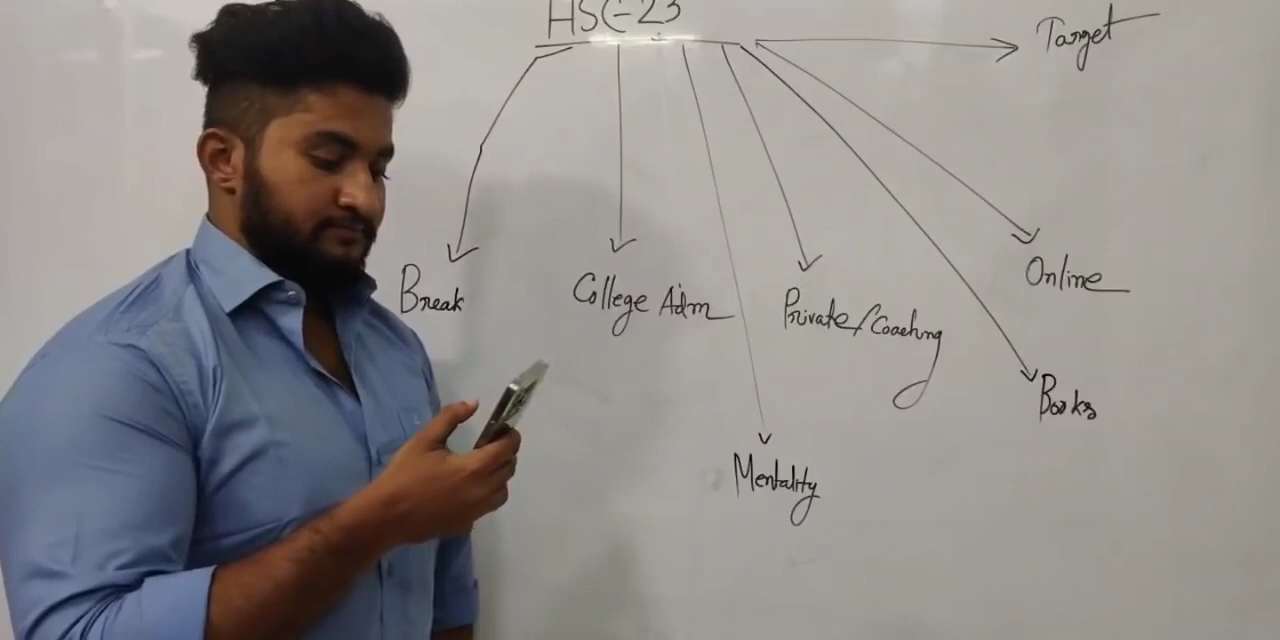 HSC-23
Target
Break
College Adm
Private/Coaching
Online
Books
Mentality